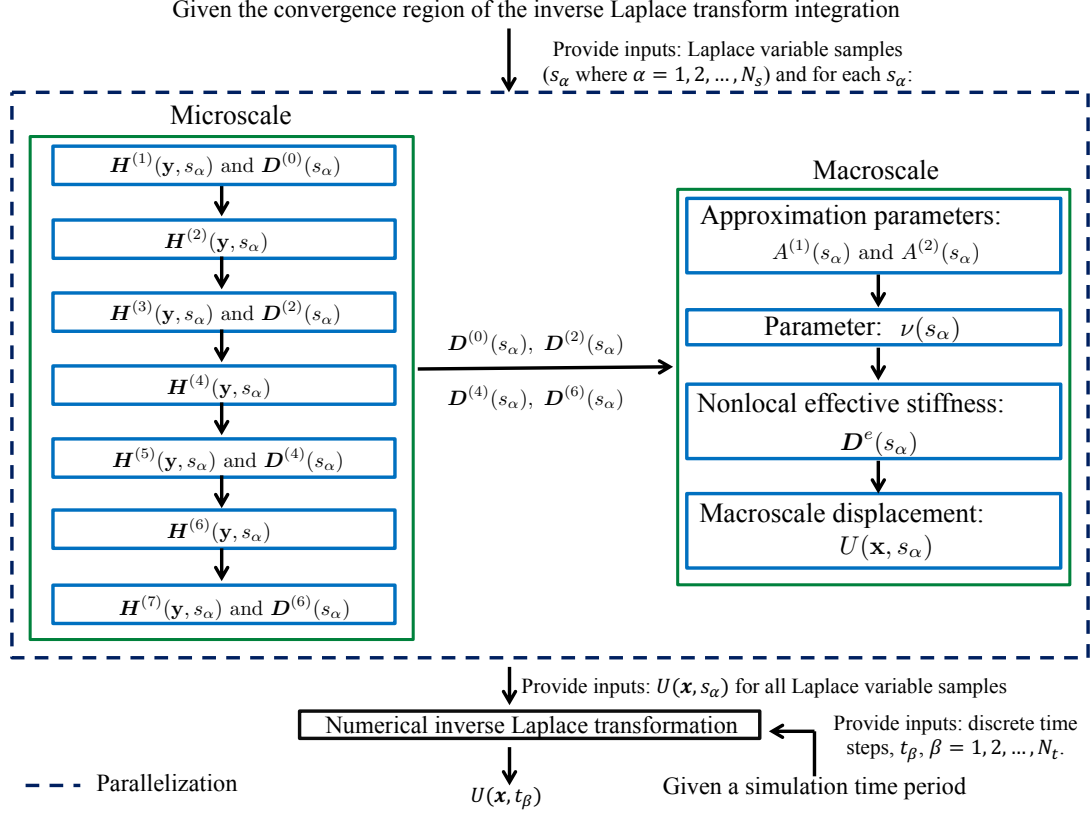 Given the convergence region of the inverse Laplace transform integration
Provide inputs: Laplace variable samples
(s_α where α = 1, 2, … , N_s) and for each s_α:
Microscale
H^(1)(y, s_α) and D^(0)(s_α)
H^(2)(y, s_α)
H^(3)(y, s_α) and D^(2)(s_α)
H^(4)(y, s_α)
H^(5)(y, s_α) and D^(4)(s_α)
H^(6)(y, s_α)
H^(7)(y, s_α) and D^(6)(s_α)
D^(0)(s_α), D^(2)(s_α)
D^(4)(s_α), D^(6)(s_α)
Macroscale
Approximation parameters:
A^(1)(s_α) and A^(2)(s_α)
Parameter: ν(s_α)
Nonlocal effective stiffness:
D^e(s_α)
Macroscale displacement:
U(x, s_α)
Provide inputs: U(x, s_α) for all Laplace variable samples
Numerical inverse Laplace transformation
Provide inputs: discrete time
steps, t_β, β = 1, 2, … , N_t.
Given a simulation time period
U(x, t_β)
Parallelization